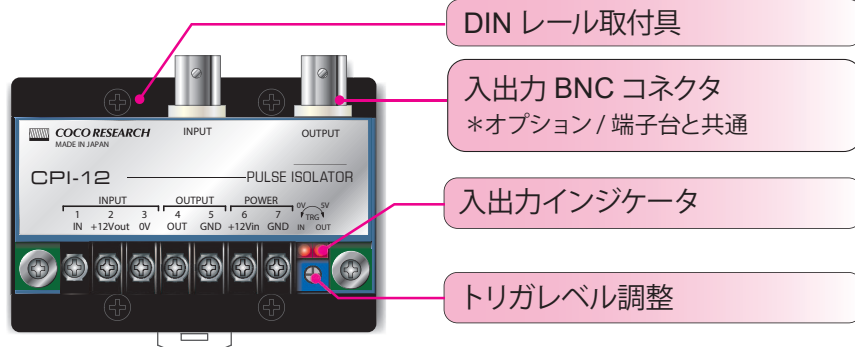 DIN レール取付具
入出力 BNC コネクタ
＊オプション / 端子台と共通
入出力インジケータ
トリガレベル調整
INPUT OUTPUT
COCO RESEARCH
MADE IN JAPAN
CPI-12 PULSE ISOLATOR
INPUT OUTPUT POWER 0V 5V
1 2 3 4 5 6 7 TRG
IN +12Vout 0V OUT GND +12Vin GND IN OUT